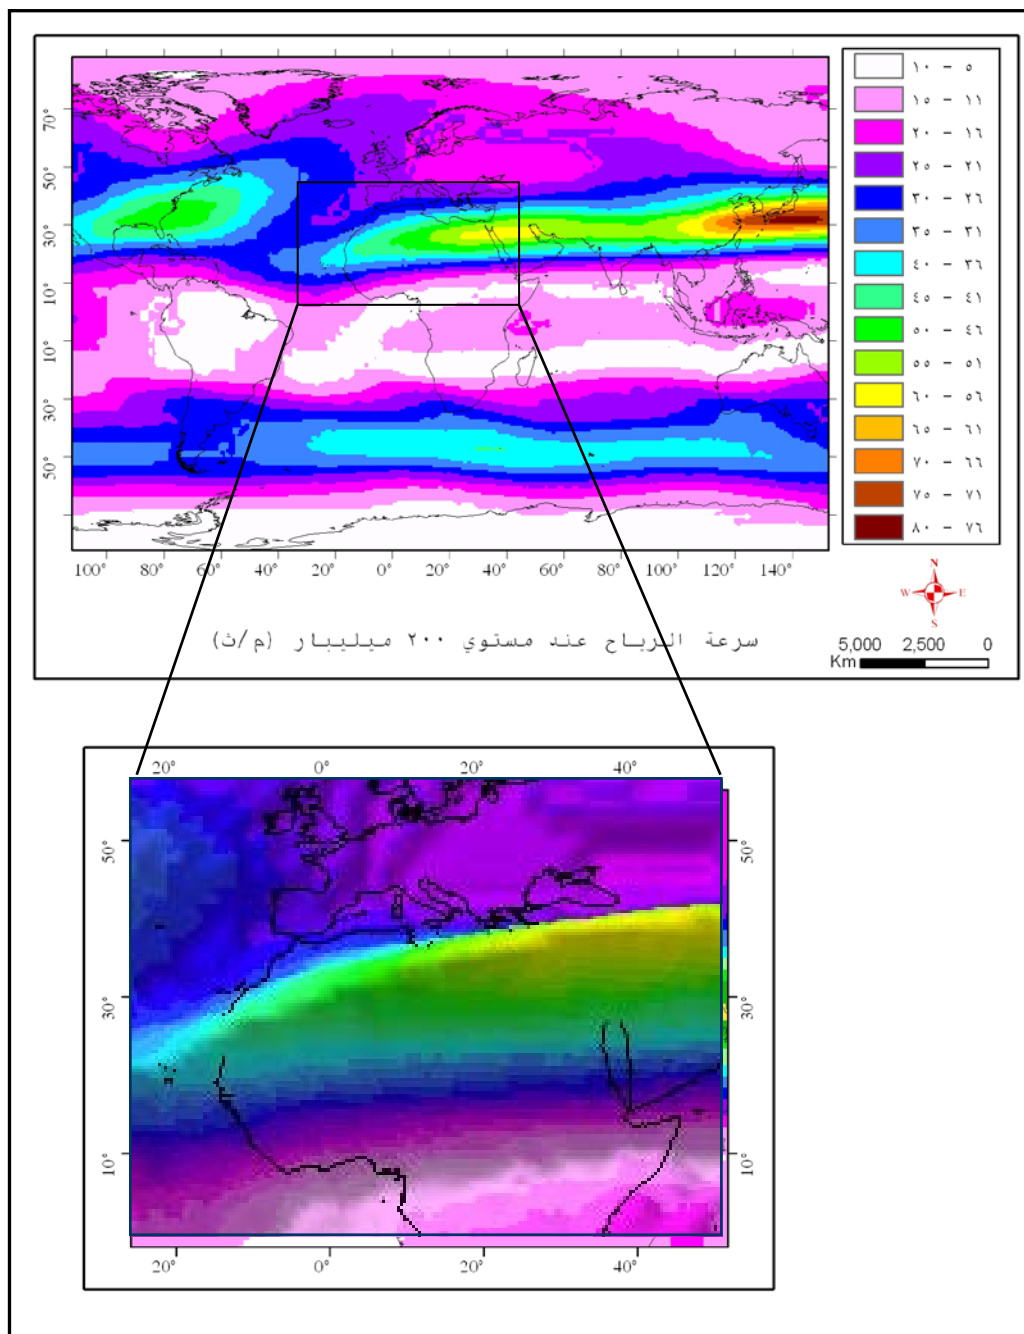 ٥ - ١٠
١١ - ١٥
١٦ - ٢٠
٢١ - ٢٥
٢٦ - ٣٠
٣١ - ٣٥
٣٦ - ٤٠
٤١ - ٤٥
٤٦ - ٥٠
٥١ - ٥٥
٥٦ - ٦٠
٦١ - ٦٥
٦٦ - ٧٠
٧١ - ٧٥
٧٦ - ٨٠
70°
50°
30°
10°
10°
30°
50°
100° 80° 60° 40° 20° 0° 20° 40° 60° 80° 100° 120° 140°
N
W E
S
سرعة الرياح عند مستوي ٢٠٠ ميليبار (م/ث)
5,000 2,500 0
Km
20° 0° 20° 40°
50° 50°
30° 30°
10° 10°
20° 0° 20° 40°